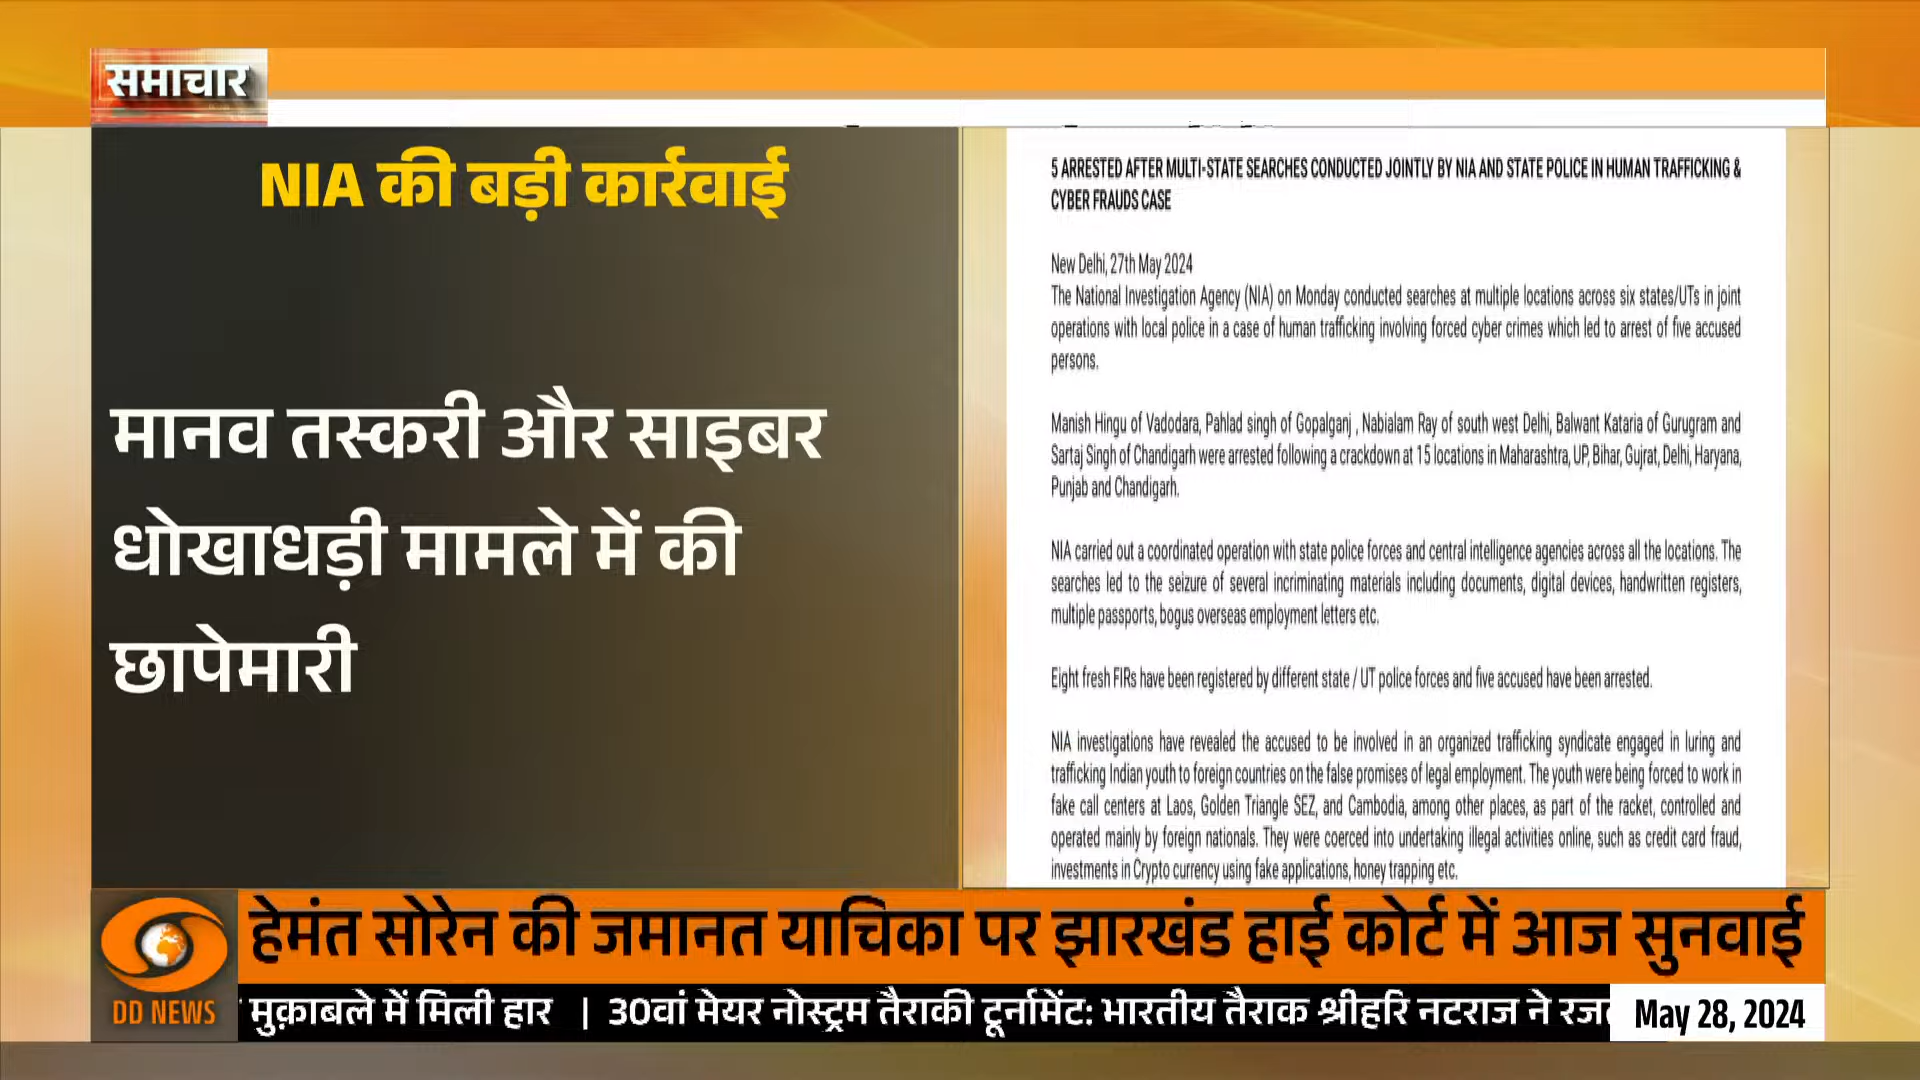 समाचार
NIA की बड़ी कार्रवाई
मानव तस्करी और साइबर
धोखाधड़ी मामले में की
छापेमारी
5 ARRESTED AFTER MULTI-STATE SEARCHES CONDUCTED JOINTLY BY NIA AND STATE POLICE IN HUMAN TRAFFICKING &
CYBER FRAUDS CASE
New Delhi, 27th May 2024
The National Investigation Agency (NIA) on Monday conducted searches at multiple locations across six states/UTs in joint
operations with local police in a case of human trafficking involving forced cyber crimes which led to arrest of five accused
persons.
Manish Hingu of Vadodara, Pahlad singh of Gopalganj , Nabialam Ray of south west Delhi, Balwant Kataria of Gurugram and
Sartaj Singh of Chandigarh were arrested following a crackdown at 15 locations in Maharashtra, UP, Bihar, Gujrat, Delhi, Haryana,
Punjab and Chandigarh.
NIA carried out a coordinated operation with state police forces and central intelligence agencies across all the locations. The
searches led to the seizure of several incriminating materials including documents, digital devices, handwritten registers,
multiple passports, bogus overseas employment letters etc.
Eight fresh FIRs have been registered by different state / UT police forces and five accused have been arrested.
NIA investigations have revealed the accused to be involved in an organized trafficking syndicate engaged in luring and
trafficking Indian youth to foreign countries on the false promises of legal employment. The youth were being forced to work in
fake call centers at Laos, Golden Triangle SEZ, and Cambodia, among other places, as part of the racket, controlled and
operated mainly by foreign nationals. They were coerced into undertaking illegal activities online, such as credit card fraud,
investments in Crypto currency using fake applications, honey trapping etc.
हेमंत सोरेन की जमानत याचिका पर झारखंड हाई कोर्ट में आज सुनवाई
DD NEWS
मुक़ाबले में मिली हार | 30वां मेयर नोस्ट्रम तैराकी टूर्नामेंट: भारतीय तैराक श्रीहरि नटराज ने
May 28, 2024